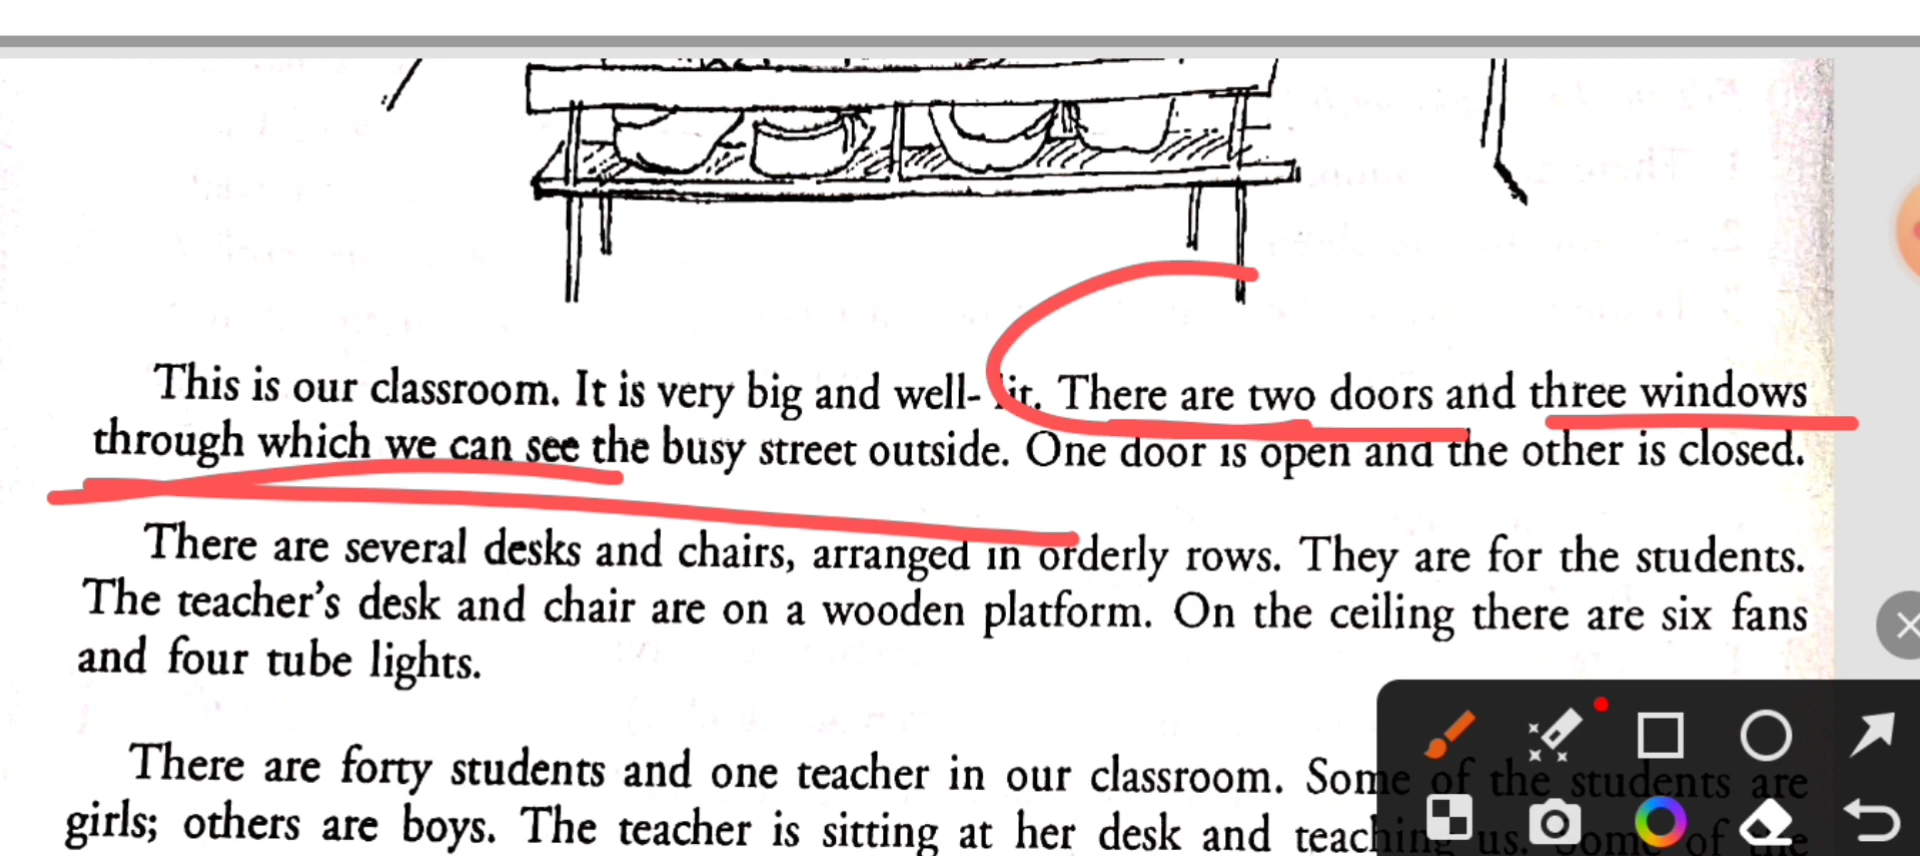 This is our classroom. It is very big and well- lit. There are two doors and three windows
through which we can see the busy street outside. One door is open and the other is closed.
There are several desks and chairs, arranged in orderly rows. They are for the students.
The teacher's desk and chair are on a wooden platform. On the ceiling there are six fans
and four tube lights.
There are forty students and one teacher in our classroom. Some of the students are
girls; others are boys. The teacher is sitting at her desk and teaching us. Some of the